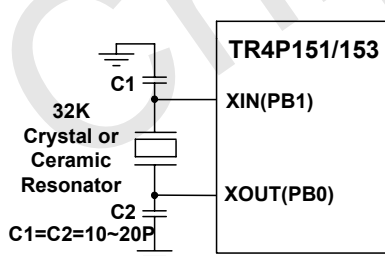 TR4P151/153
C1
XIN(PB1)
32K
Crystal or
Ceramic
Resonator
XOUT(PB0)
C2
C1=C2=10~20P